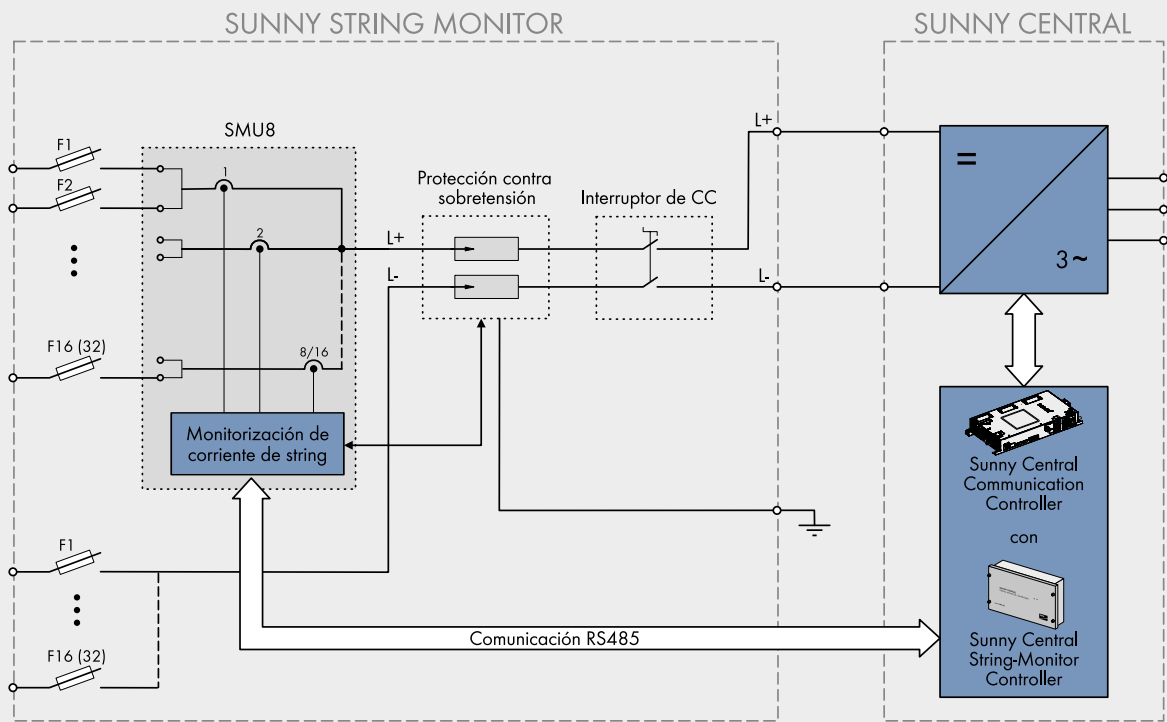 SUNNY STRING MONITOR
SUNNY CENTRAL
F1
F2
F16 (32)
SMU8
1
2
8/16
Monitorización de
corriente de string
L+
L-
Protección contra
sobretensión
Interruptor de CC
L+
L-
=
3~
Sunny Central
Communication
Controller
con
Sunny Central
String-Monitor
Controller
F1
F16 (32)
Comunicación RS485